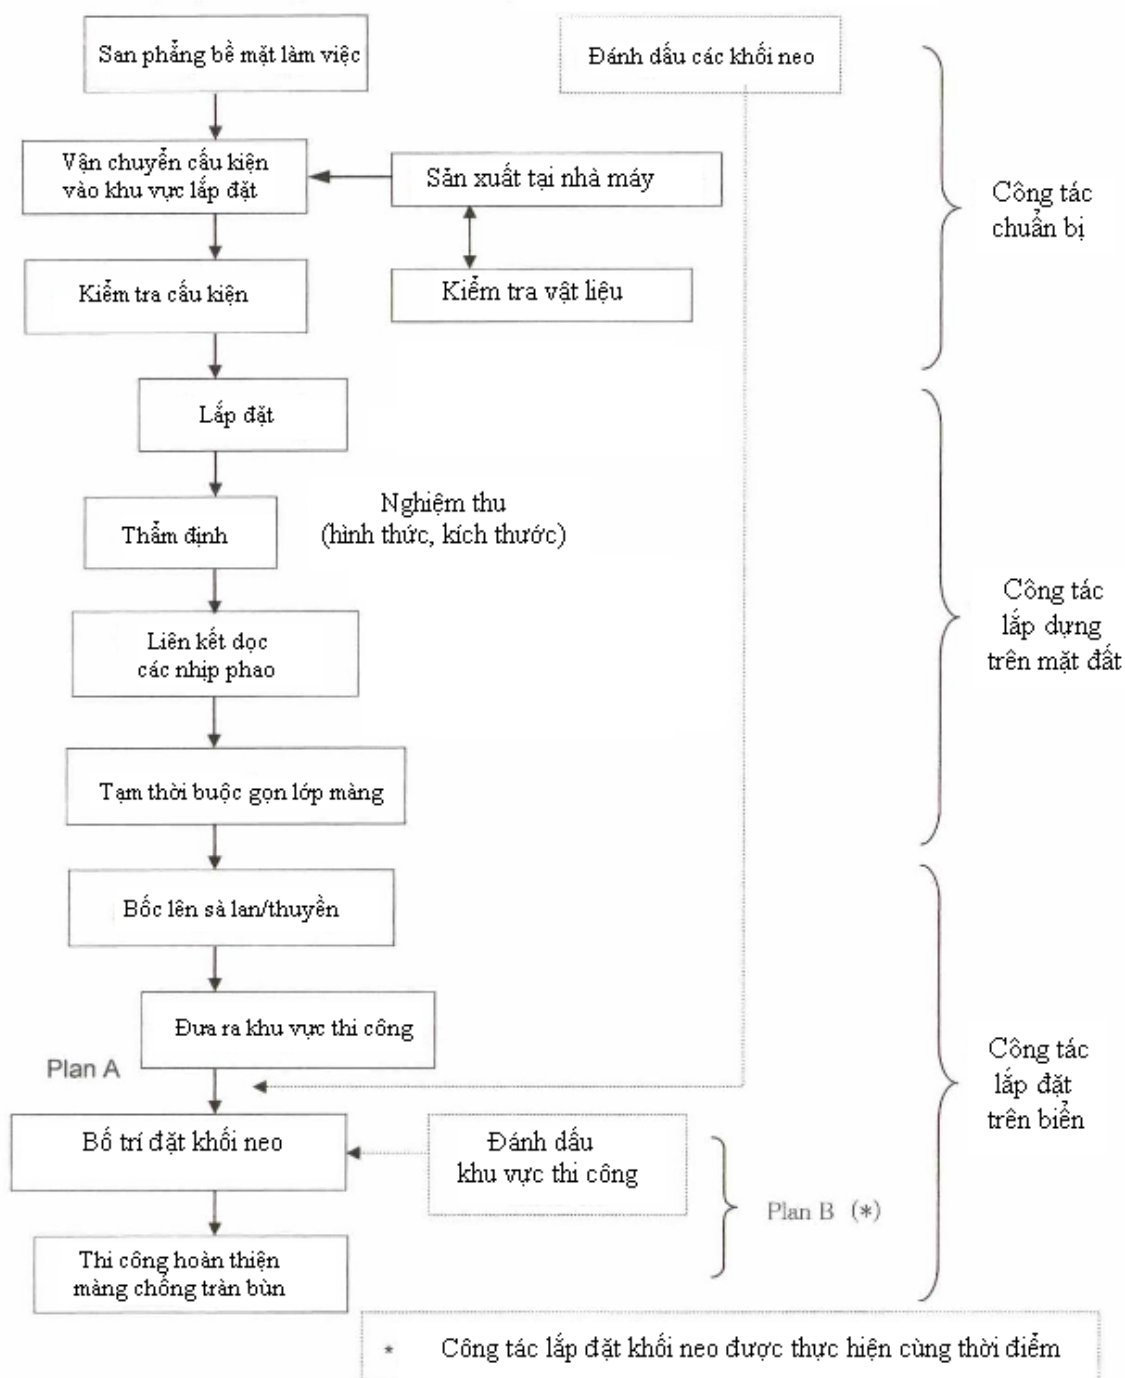 San phẳng bề mặt làm việc
Đánh dấu các khối neo
Vận chuyển cấu kiện
vào khu vực lắp đặt
Sản xuất tại nhà máy
Công tác
chuẩn bị
Kiểm tra cấu kiện
Kiểm tra vật liệu
Lắp đặt
Nghiệm thu
(hình thức, kích thước)
Thẩm định
Công tác
lắp dựng
trên mặt đất
Liên kết dọc
các nhịp phao
Tạm thời buộc gọn lớp màng
Bốc lên sà lan/thuyền
Đưa ra khu vực thi công
Plan A
Công tác
lắp đặt
trên biển
Bố trí đặt khối neo
Đánh dấu
khu vực thi công
Plan B (*)
Thi công hoàn thiện
màng chống tràn bùn
* Công tác lắp đặt khối neo được thực hiện cùng thời điểm